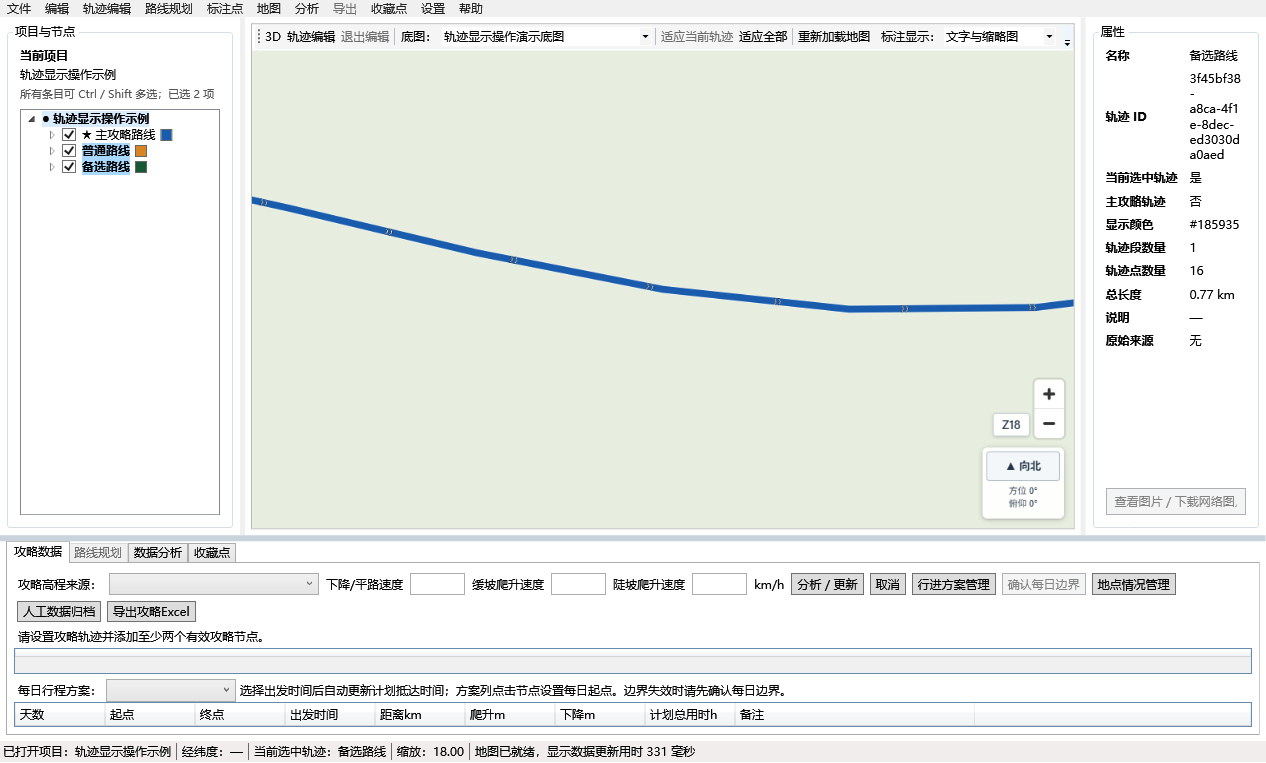 文件 编辑 轨迹编辑 路线规划 标注点 地图 分析 导出 收藏点 设置 帮助
项目与节点
当前项目
轨迹显示操作示例
所有条目可 Ctrl / Shift 多选；已选 2 项
● 轨迹显示操作示例
★ 主攻略路线
普通路线
备选路线
3D 轨迹编辑 退出编辑 底图： 轨迹显示操作演示底图 适应当前轨迹 适应全部 重新加载地图 标注显示： 文字与缩略图
+
Z18
−
▲ 向北
方位 0°
俯仰 0°
属性
名称 备选路线
轨迹 ID 3f45bf38
-
a8ca-4f1
e-8dec-
ed3030d
a0aed
当前选中轨迹 是
主攻略轨迹 否
显示颜色 #185935
轨迹段数量 1
轨迹点数量 16
总长度 0.77 km
说明 —
原始来源 无
查看图片 / 下载网络图,
攻略数据 路线规划 数据分析 收藏点
攻略高程来源： 下降/平路速度 缓坡爬升速度 陡坡爬升速度 km/h 分析 / 更新 取消 行进方案管理 确认每日边界 地点情况管理
人工数据归档 导出攻略Excel
请设置攻略轨迹并添加至少两个有效攻略节点。
每日行程方案： 选择出发时间后自动更新计划抵达时间；方案列点击节点设置每日起点。边界失效时请先确认每日边界。
天数 起点 终点 出发时间 距离km 爬升m 下降m 计划总用时h 备注
已打开项目：轨迹显示操作示例 经纬度：— 当前选中轨迹：备选路线 缩放：18.00 地图已就绪，显示数据更新用时 331 毫秒